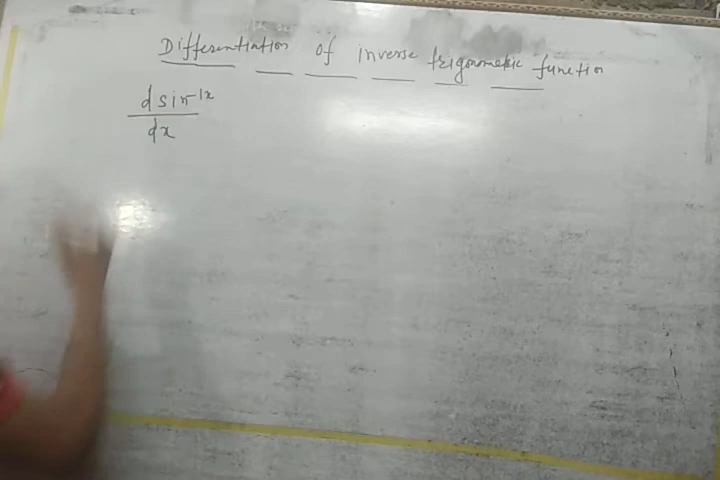 Differentiation of inverse trigonometric function
d sin⁻¹x
dx